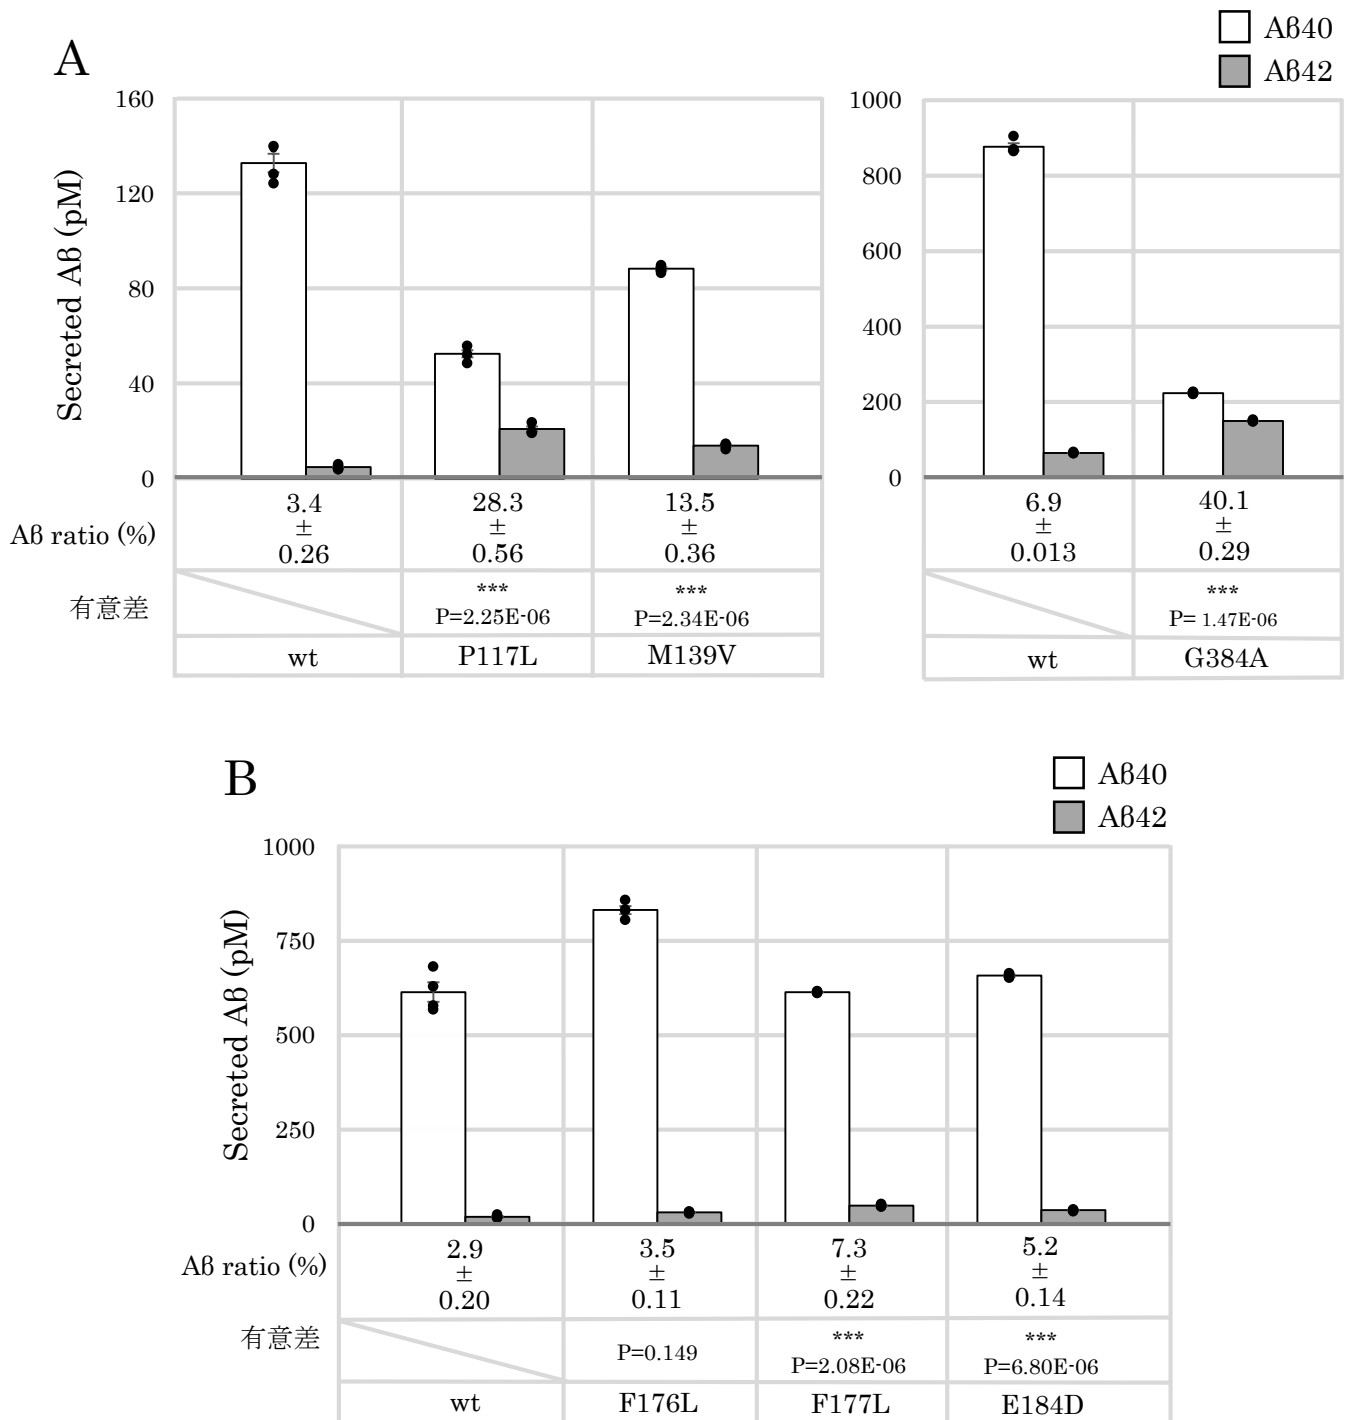 A
Aβ40
Aβ42
Secreted Aβ (pM)
160
120
80
40
0
1000
800
600
400
200
0
Aβ ratio (%)
3.4
±
0.26
28.3
±
0.56
13.5
±
0.36
6.9
±
0.013
40.1
±
0.29
有意差
***
P=2.25E-06
***
P=2.34E-06
***
P= 1.47E-06
wt
P117L
M139V
wt
G384A
B
Aβ40
Aβ42
Secreted Aβ (pM)
1000
750
500
250
0
Aβ ratio (%)
2.9
±
0.20
3.5
±
0.11
7.3
±
0.22
5.2
±
0.14
有意差
P=0.149
***
P=2.08E-06
***
P=6.80E-06
wt
F176L
F177L
E184D